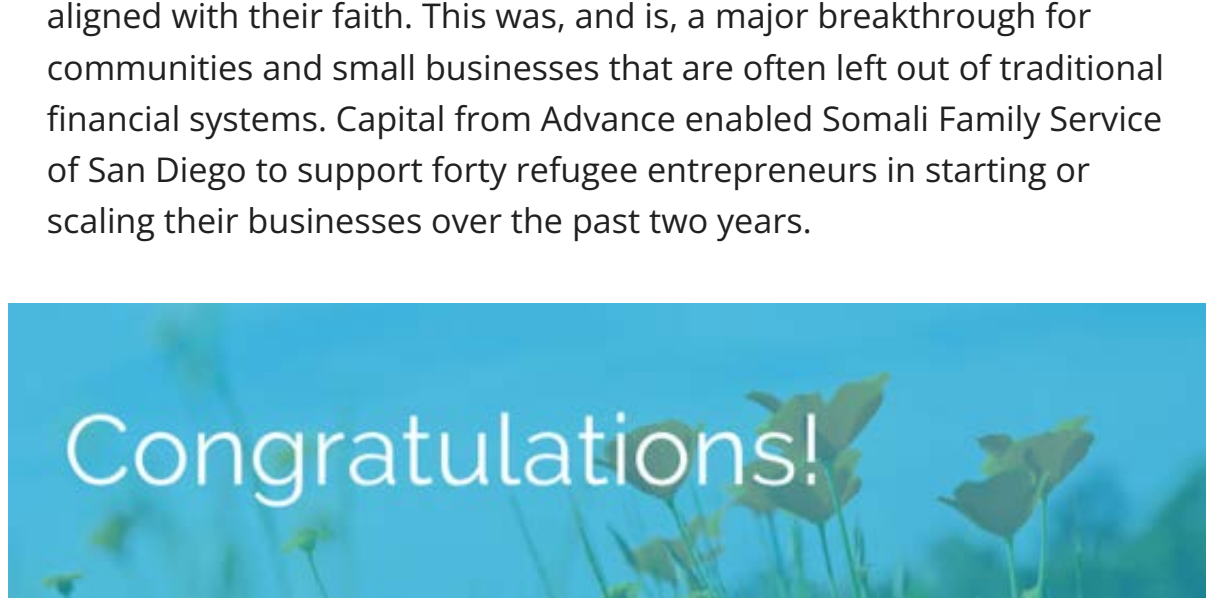 aligned with their faith. This was, and is, a major breakthrough for
communities and small businesses that are often left out of traditional
financial systems. Capital from Advance enabled Somali Family Service
of San Diego to support forty refugee entrepreneurs in starting or
scaling their businesses over the past two years.
Congratulations!